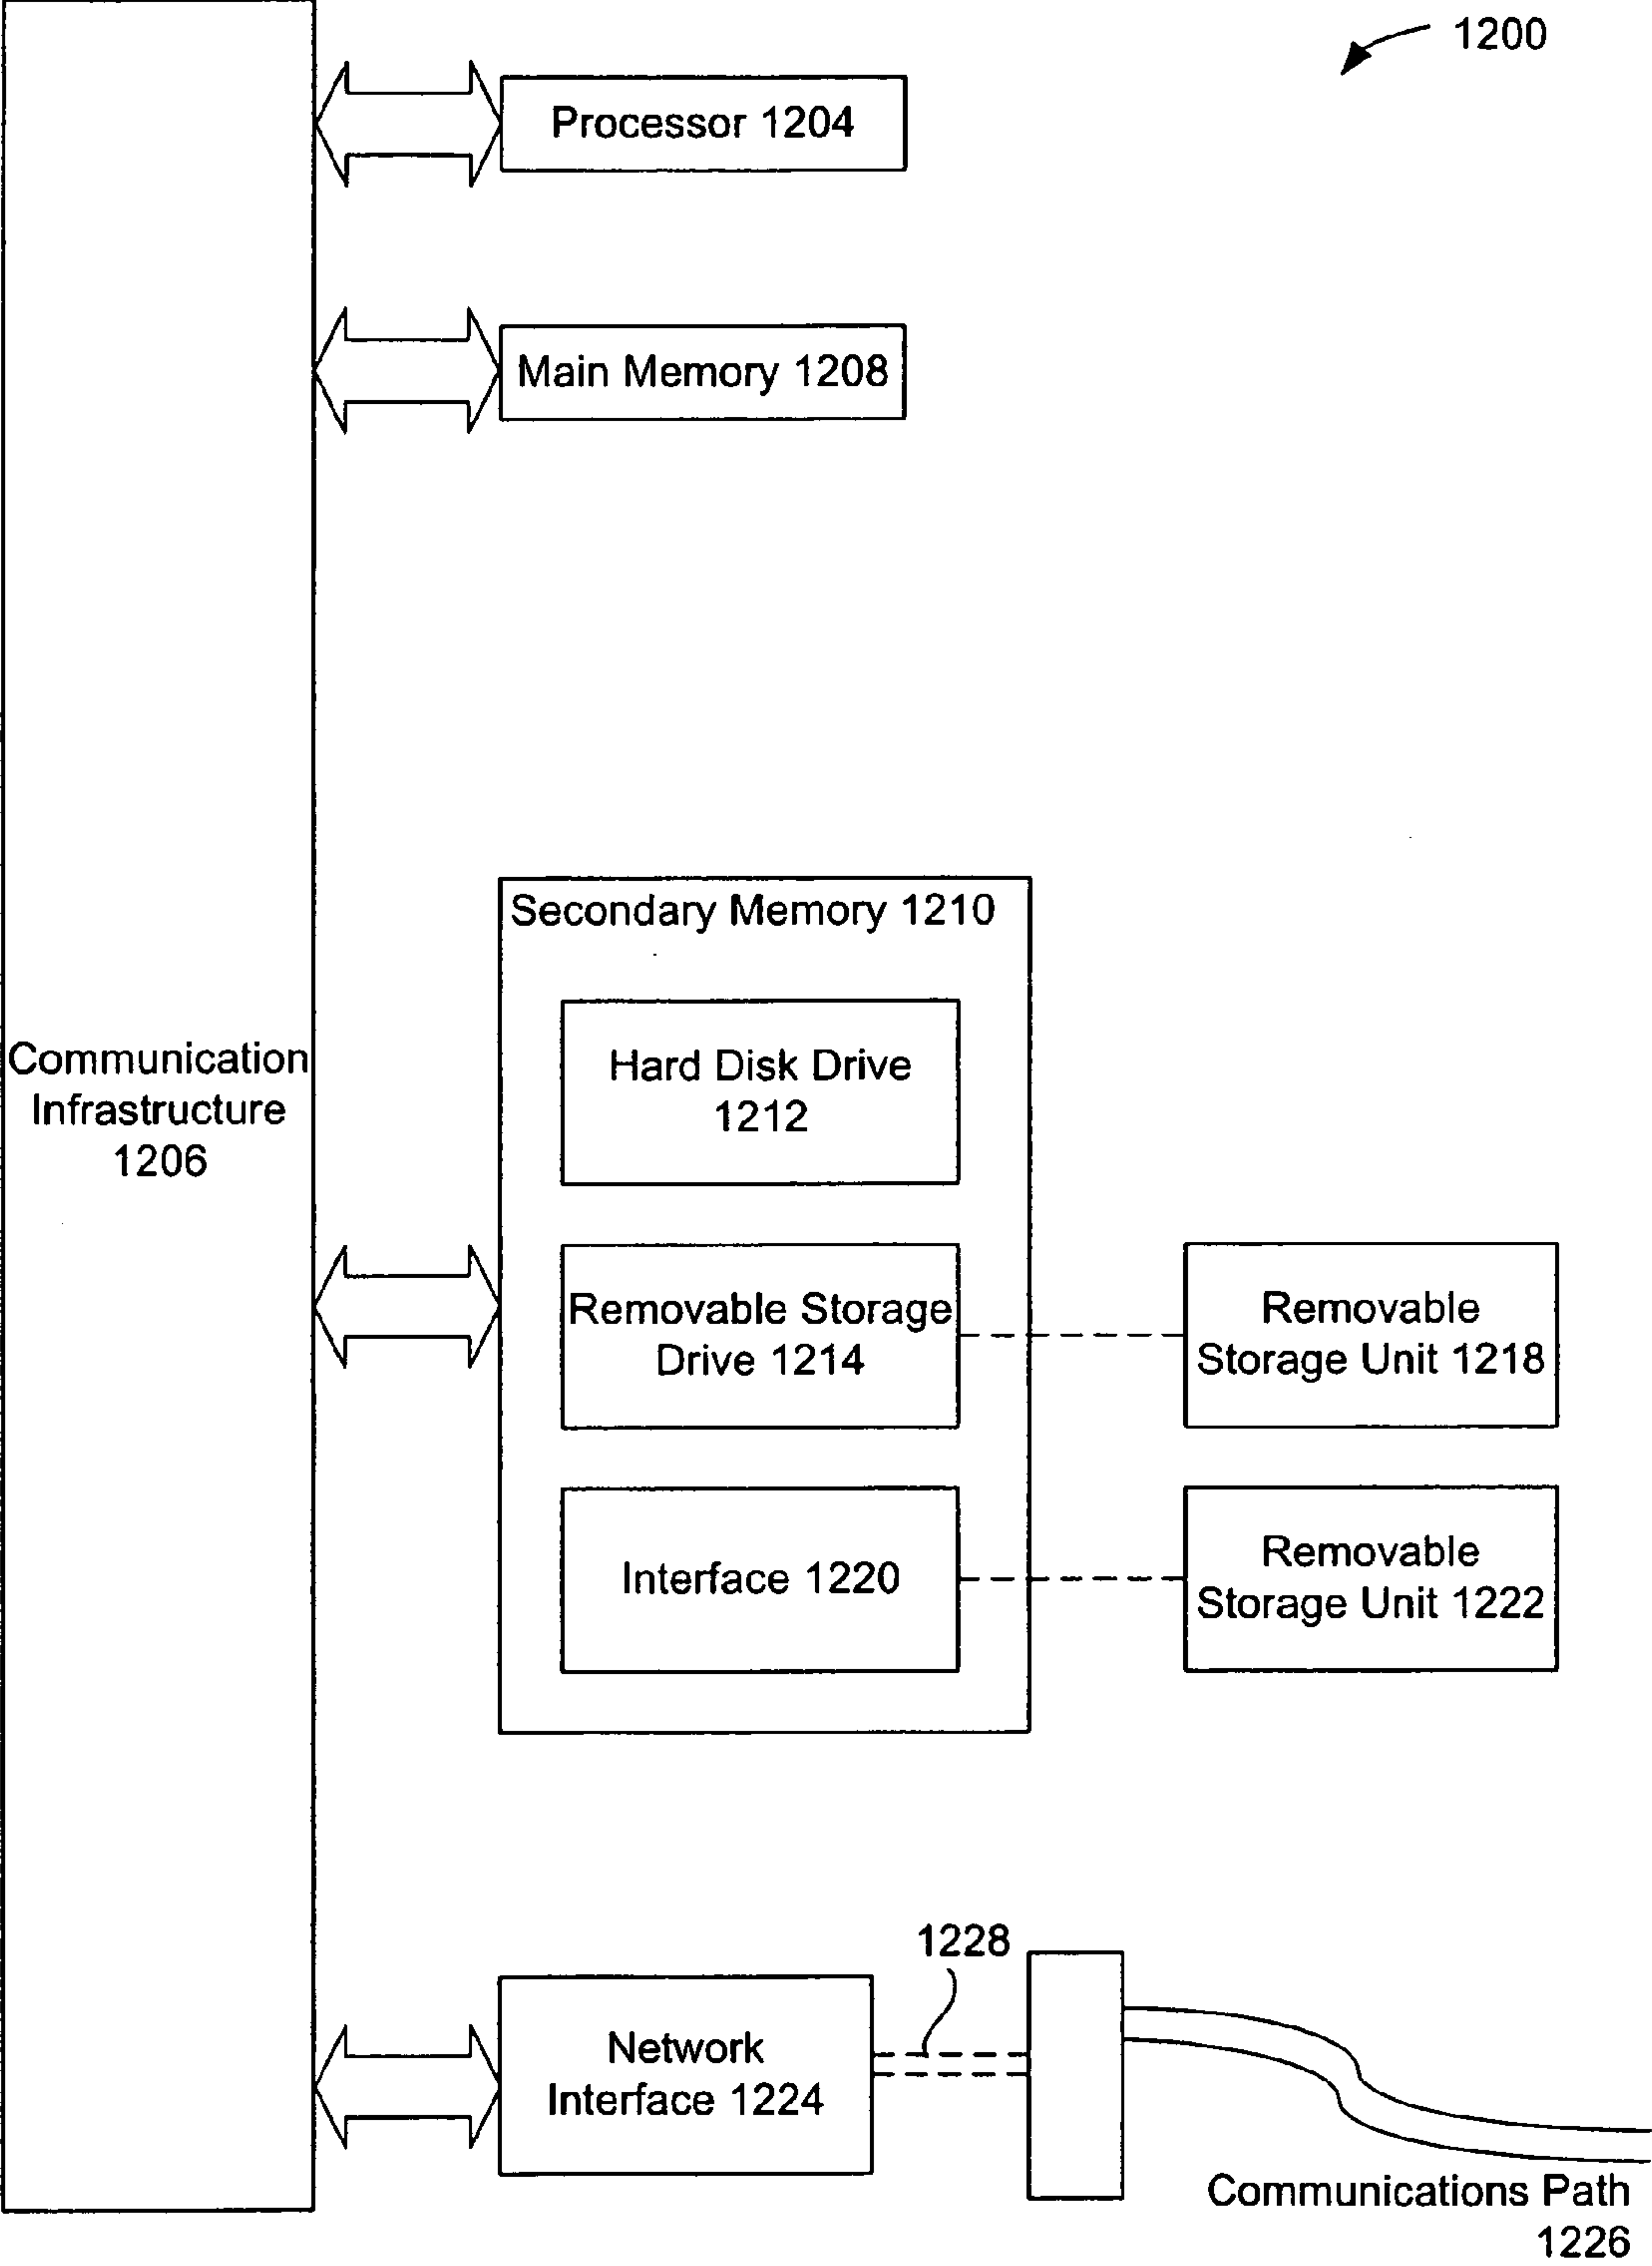 1200
Processor 1204
Main Memory 1208
Secondary Memory 1210
Hard Disk Drive
1212
Communication
Infrastructure
1206
Removable Storage
Drive 1214
Removable
Storage Unit 1218
Interface 1220
Removable
Storage Unit 1222
1228
Network
Interface 1224
Communications Path
1226